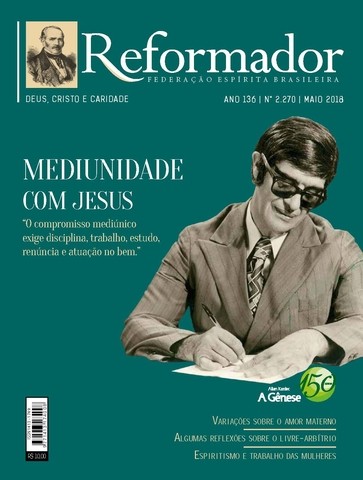 Reformador
FEDERAÇÃO ESPÍRITA BRASILEIRA
DEUS, CRISTO E CARIDADE
ANO 136 | Nº 2.270 | MAIO 2018
MEDIUNIDADE
COM JESUS
“O compromisso mediúnico
exige disciplina, trabalho, estudo,
renúncia e atuação no bem.”
Allan Kardec
A Gênese
150
VARIAÇÕES SOBRE O AMOR MATERNO
ALGUMAS REFLEXÕES SOBRE O LIVRE-ARBÍTRIO
ESPIRITISMO E TRABALHO DAS MULHERES
R$ 10,00